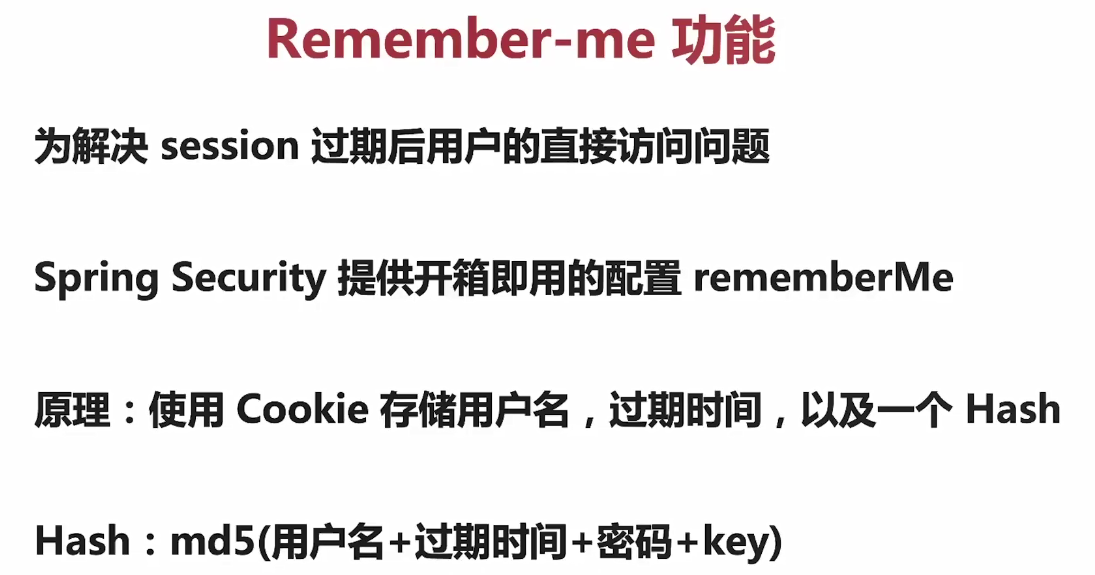 Remember-me 功能
为解决 session 过期后用户的直接访问问题
Spring Security 提供开箱即用的配置 rememberMe
原理：使用 Cookie 存储用户名，过期时间，以及一个 Hash
Hash：md5(用户名+过期时间+密码+key)